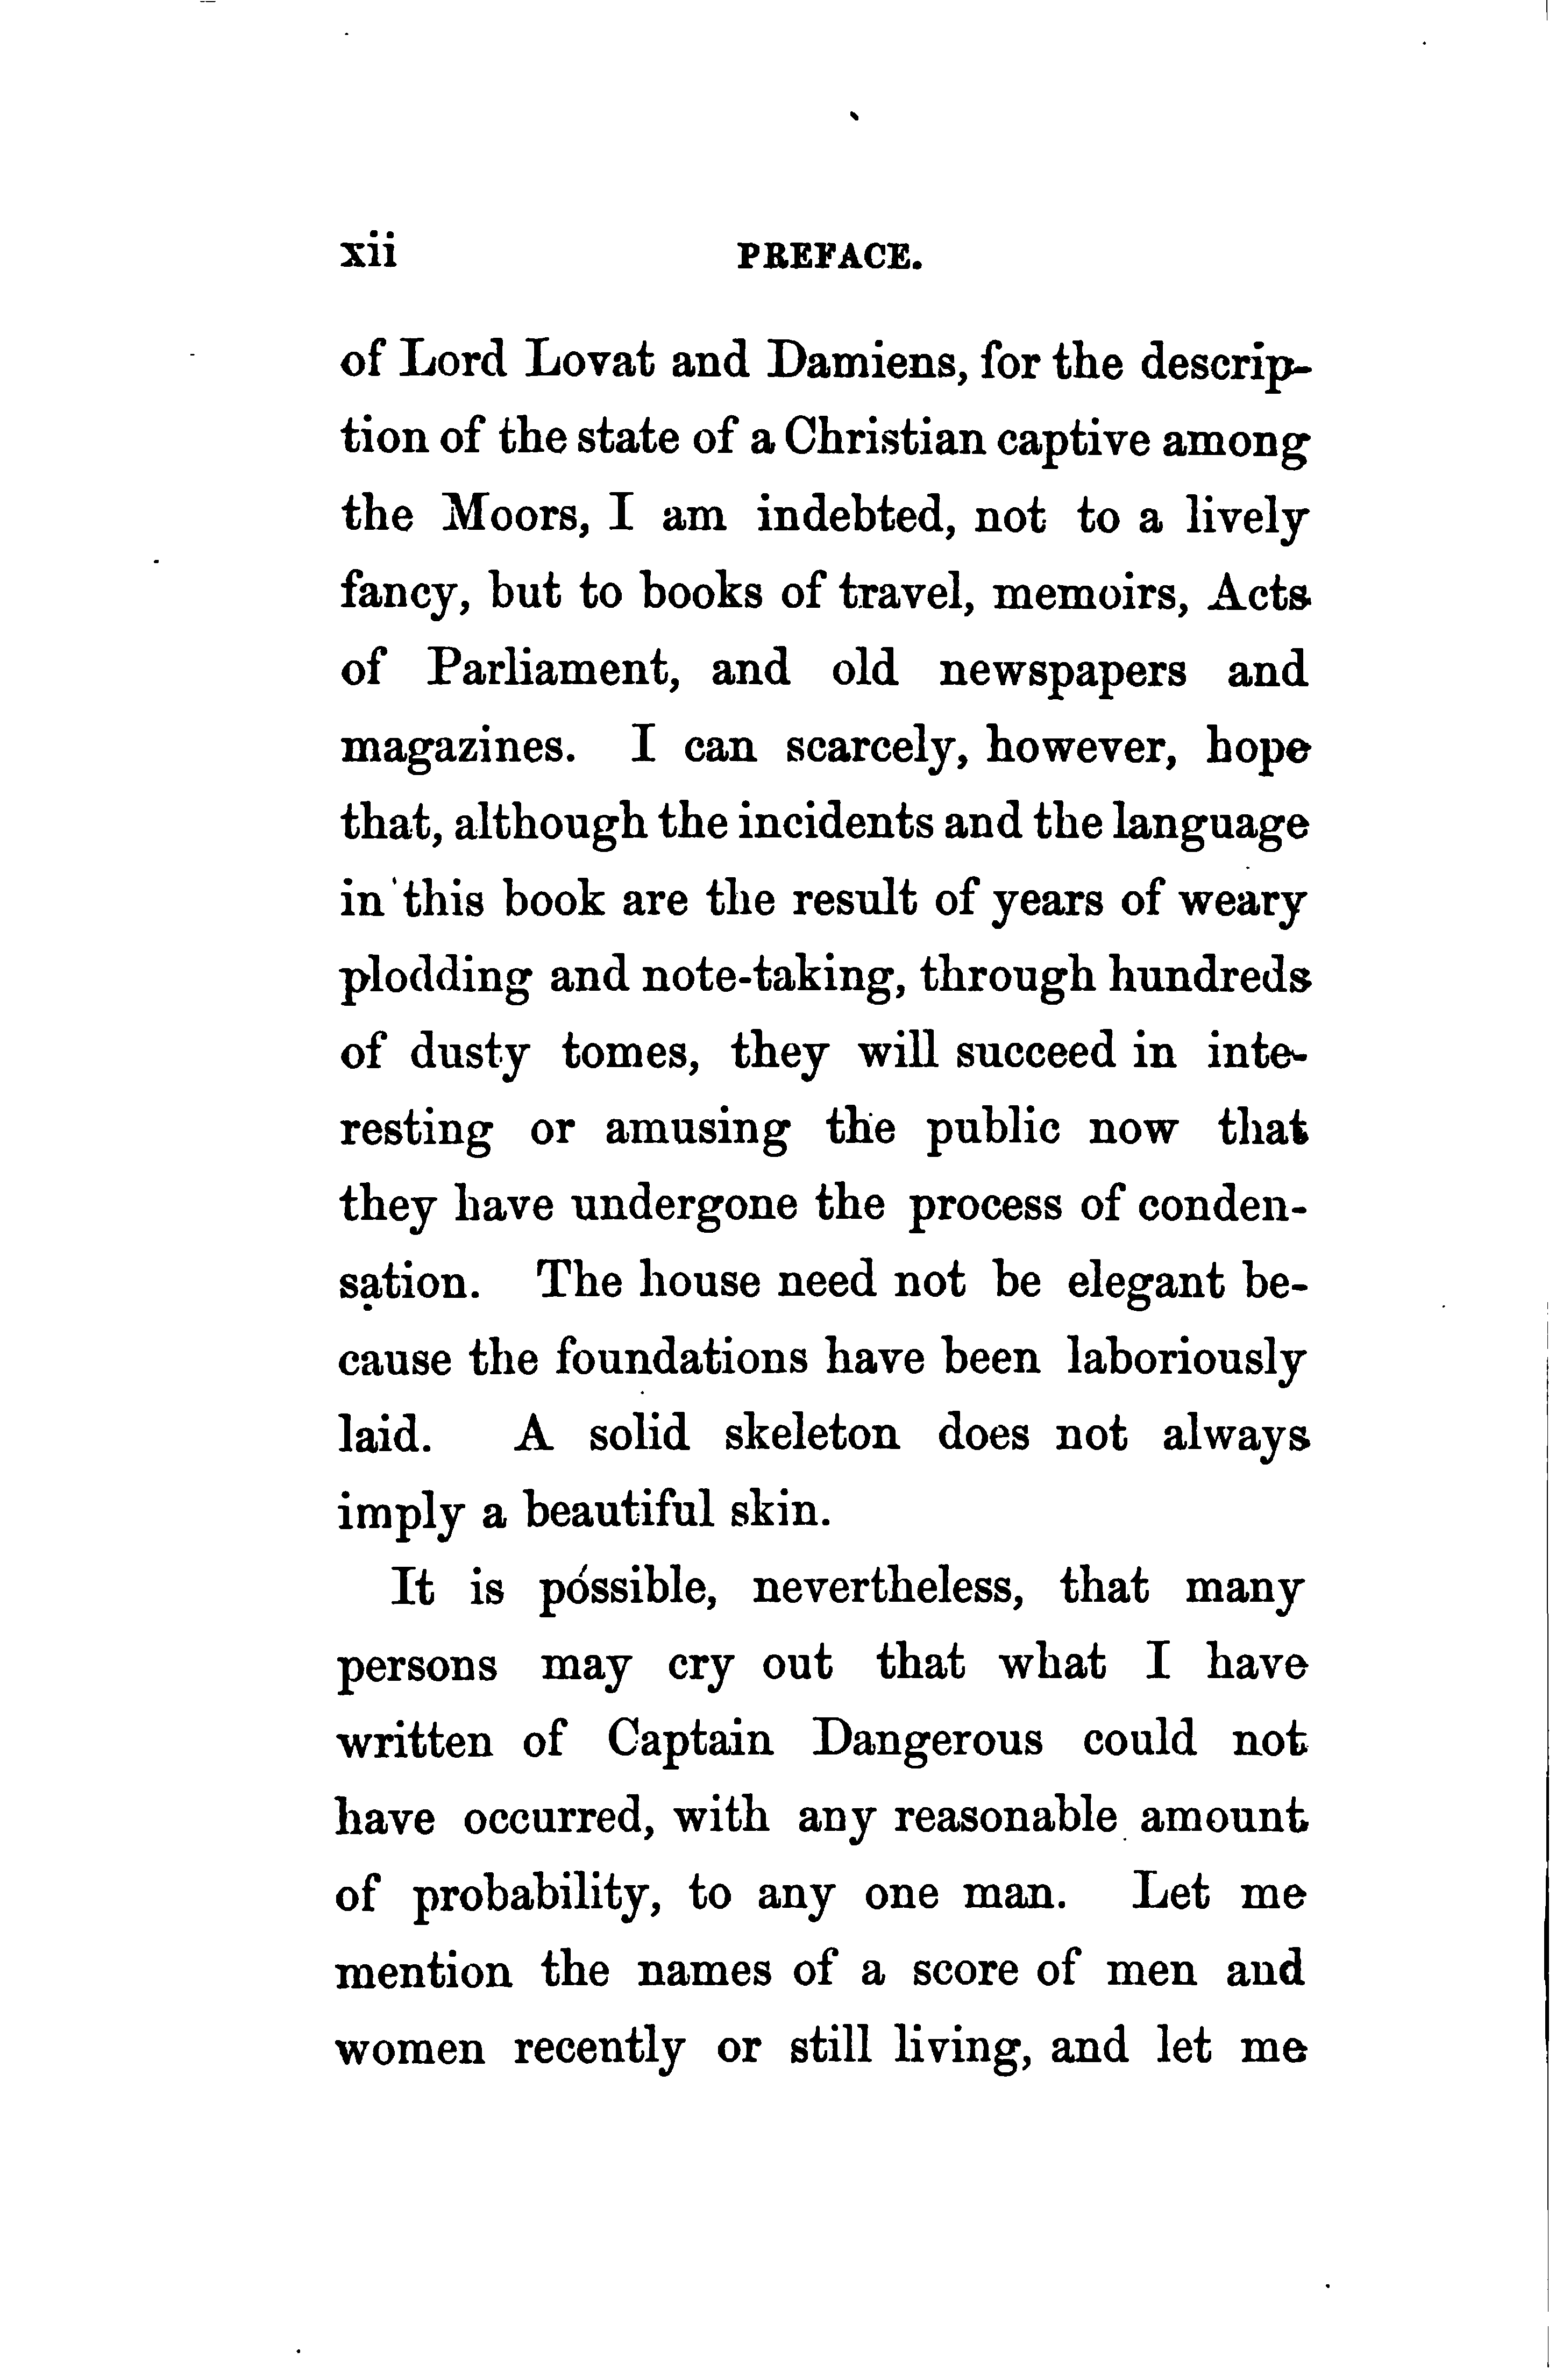 xii PREFACE.
of Lord Lovat and Damiens, for the descrip-
tion of the state of a Christian captive among
the Moors, I am indebted, not to a lively
fancy, but to books of travel, memoirs, Acts
of Parliament, and old newspapers and
magazines. I can scarcely, however, hope
that, although the incidents and the language
in this book are the result of years of weary
plodding and note-taking, through hundreds
of dusty tomes, they will succeed in inte-
resting or amusing the public now that
they have undergone the process of conden-
sation. The house need not be elegant be-
cause the foundations have been laboriously
laid. A solid skeleton does not always
imply a beautiful skin.
It is possible, nevertheless, that many
persons may cry out that what I have
written of Captain Dangerous could not
have occurred, with any reasonable amount
of probability, to any one man. Let me
mention the names of a score of men and
women recently or still living, and let me